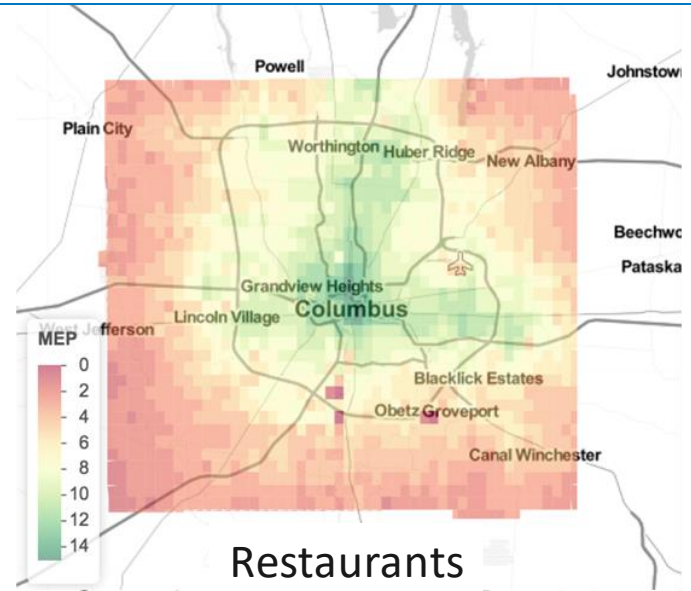 Powell
Johnstow
Plain City
Worthington Huber Ridge
New Albany
Beechwo
Pataska
Grandview Heights
Lincoln Village Columbus
West Jefferson
MEP
0
2
4
6
8
10
12
14
Blacklick Estates
Obetz Groveport
Canal Winchester
Restaurants